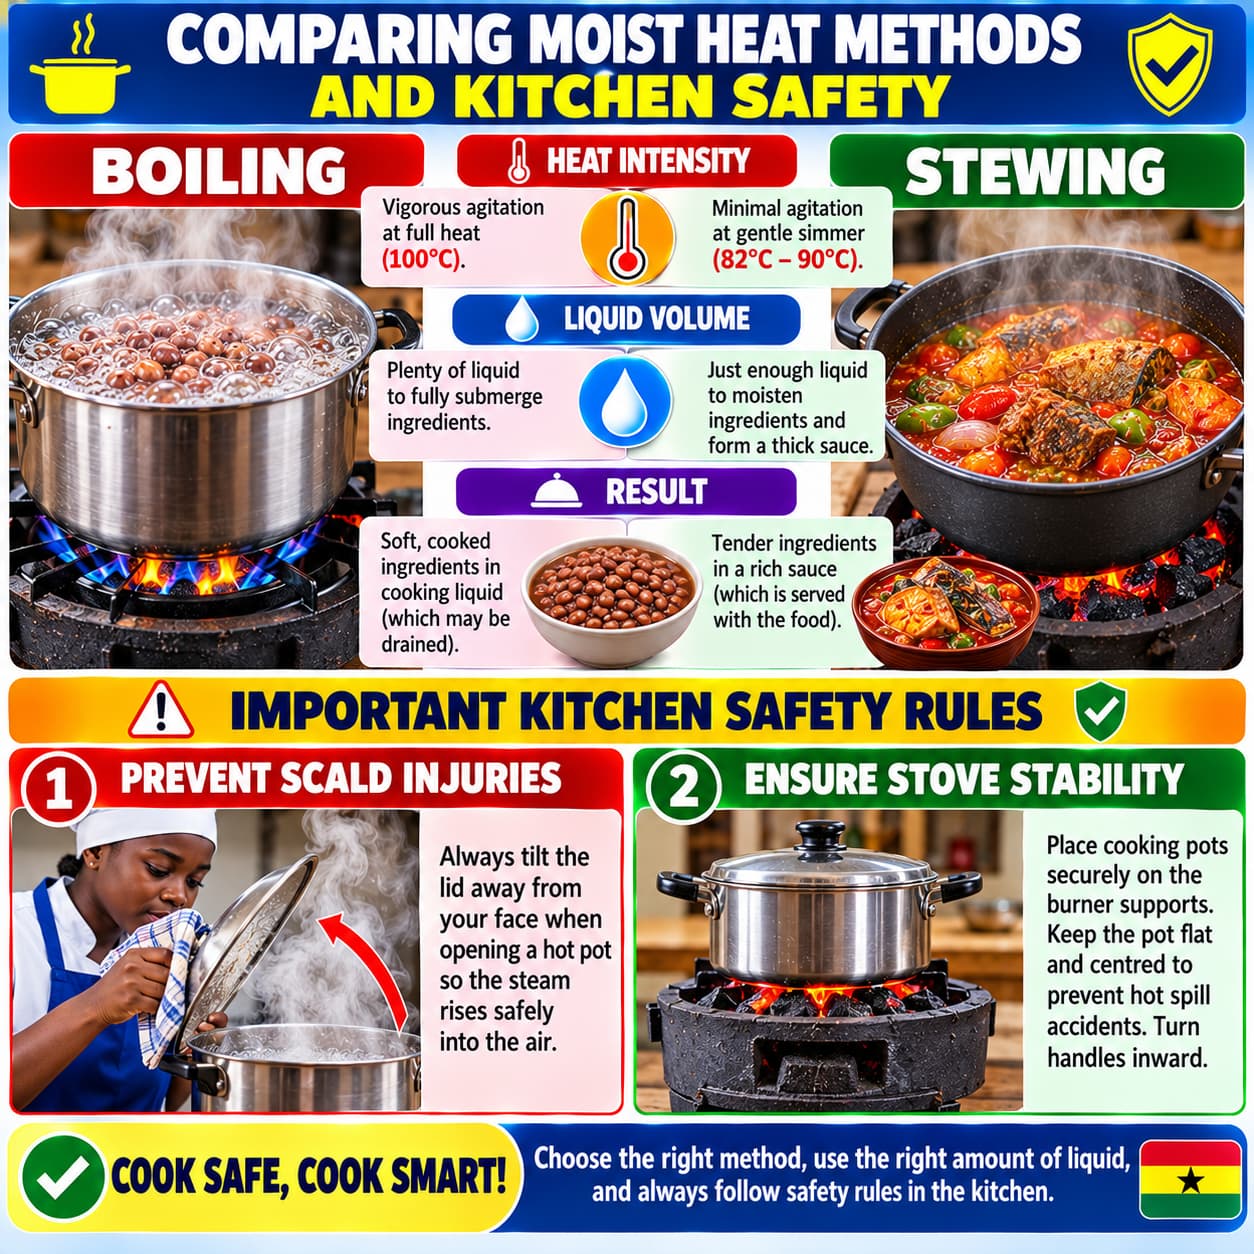 COMPARING MOIST HEAT METHODS
AND KITCHEN SAFETY
BOILING
HEAT INTENSITY
STEWING
Vigorous agitation
at full heat
(100°C).
Minimal agitation
at gentle simmer
(82°C – 90°C).
LIQUID VOLUME
Plenty of liquid
to fully submerge
ingredients.
Just enough liquid
to moisten
ingredients and
form a thick sauce.
RESULT
Soft, cooked
ingredients in
cooking liquid
(which may be
drained).
Tender ingredients
in a rich sauce
(which is served
with the food).
IMPORTANT KITCHEN SAFETY RULES
1 PREVENT SCALD INJURIES
Always tilt the
lid away from
your face when
opening a hot pot
so the steam
rises safely
into the air.
2 ENSURE STOVE STABILITY
Place cooking pots
securely on the
burner supports.
Keep the pot flat
and centred to
prevent hot spill
accidents. Turn
handles inward.
COOK SAFE, COOK SMART!
Choose the right method, use the right amount of liquid,
and always follow safety rules in the kitchen.